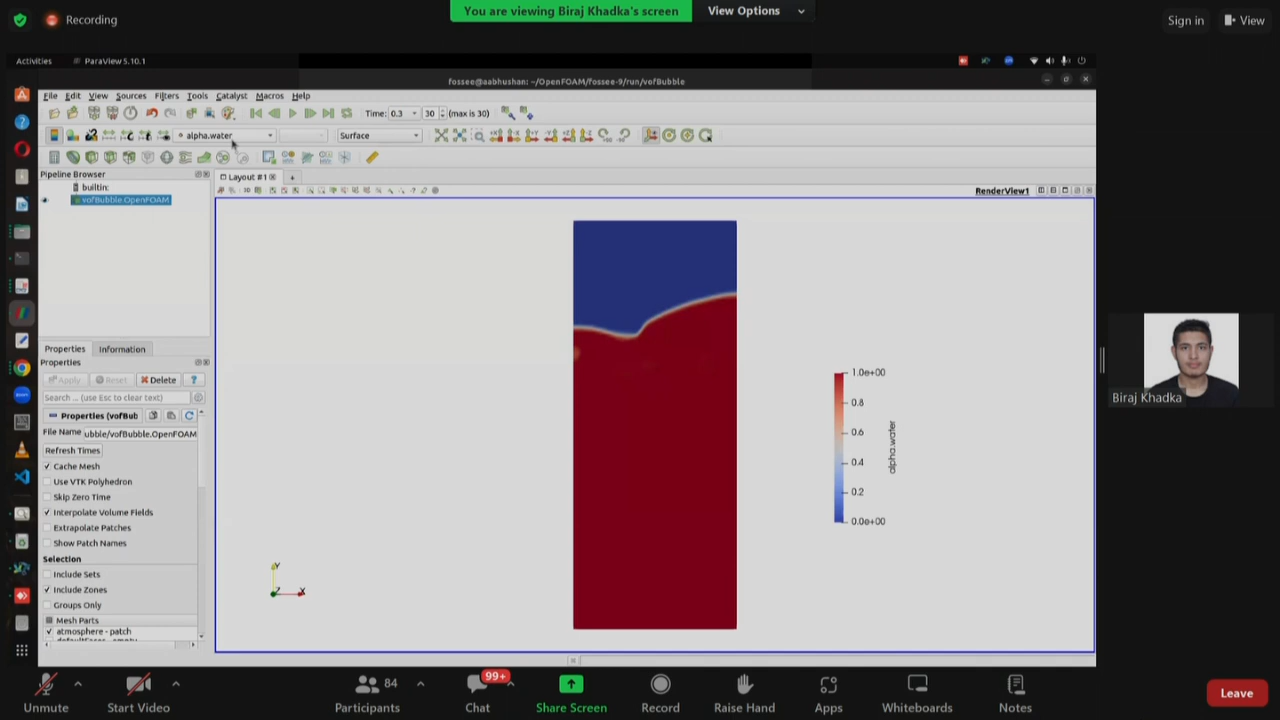 You are viewing Biraj Khadka's screen
View Options
Recording
Sign in
View
Activities
ParaView 5.10.1
fossee@aabhushan: ~/OpenFOAM/fossee-9/run/vofBubble
File Edit View Sources Filters Tools Catalyst Macros Help
Time: 0.3 30 (max is 30)
alpha.water
Surface
Pipeline Browser
Layout #1
builtin:
RenderView1
vofBubble.OpenFOAM
Properties Information
Properties
Apply Reset Delete ?
Search ... (use Esc to clear text)
Properties (vofBub
File Name ubble/vofBubble.OpenFOAM
Refresh Times
Cache Mesh
Use VTK Polyhedron
Skip Zero Time
Interpolate Volume Fields
Extrapolate Patches
Show Patch Names
Selection
Include Sets
Include Zones
Groups Only
Mesh Parts
atmosphere - patch
defaultFaces - empty
Y
Z X
1.0e+00
0.8
0.6
0.4
0.2
0.0e+00
alpha.water
Biraj Khadka
Unmute
Start Video
84
Participants
99+
Chat
Share Screen
Record
Raise Hand
Apps
Whiteboards
Notes
Leave